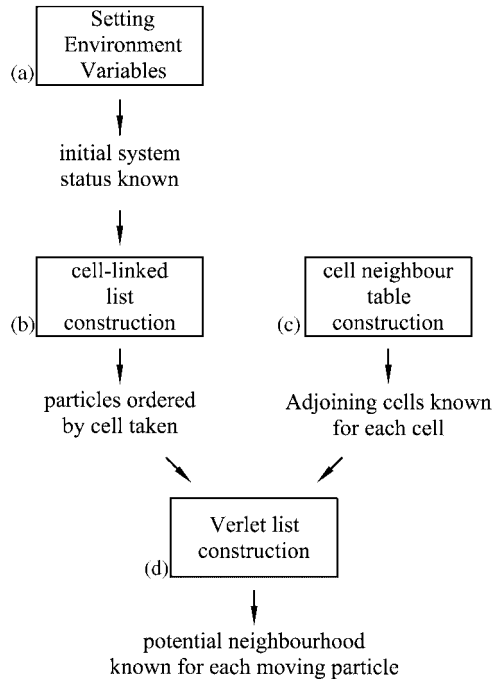 Setting
Environment
Variables
(a)
initial system
status known
cell-linked
list
construction
(b)
cell neighbour
table
construction
(c)
particles ordered
by cell taken
Adjoining cells known
for each cell
Verlet list
construction
(d)
potential neighbourhood
known for each moving particle